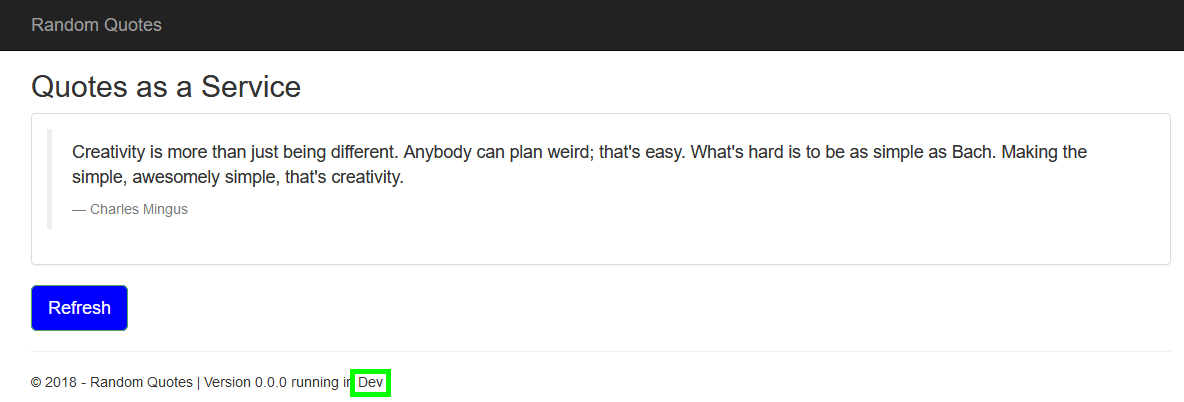 Random Quotes
Quotes as a Service
Creativity is more than just being different. Anybody can plan weird; that's easy. What's hard is to be as simple as Bach. Making the
simple, awesomely simple, that's creativity.
— Charles Mingus
Refresh
© 2018 - Random Quotes | Version 0.0.0 running in Dev